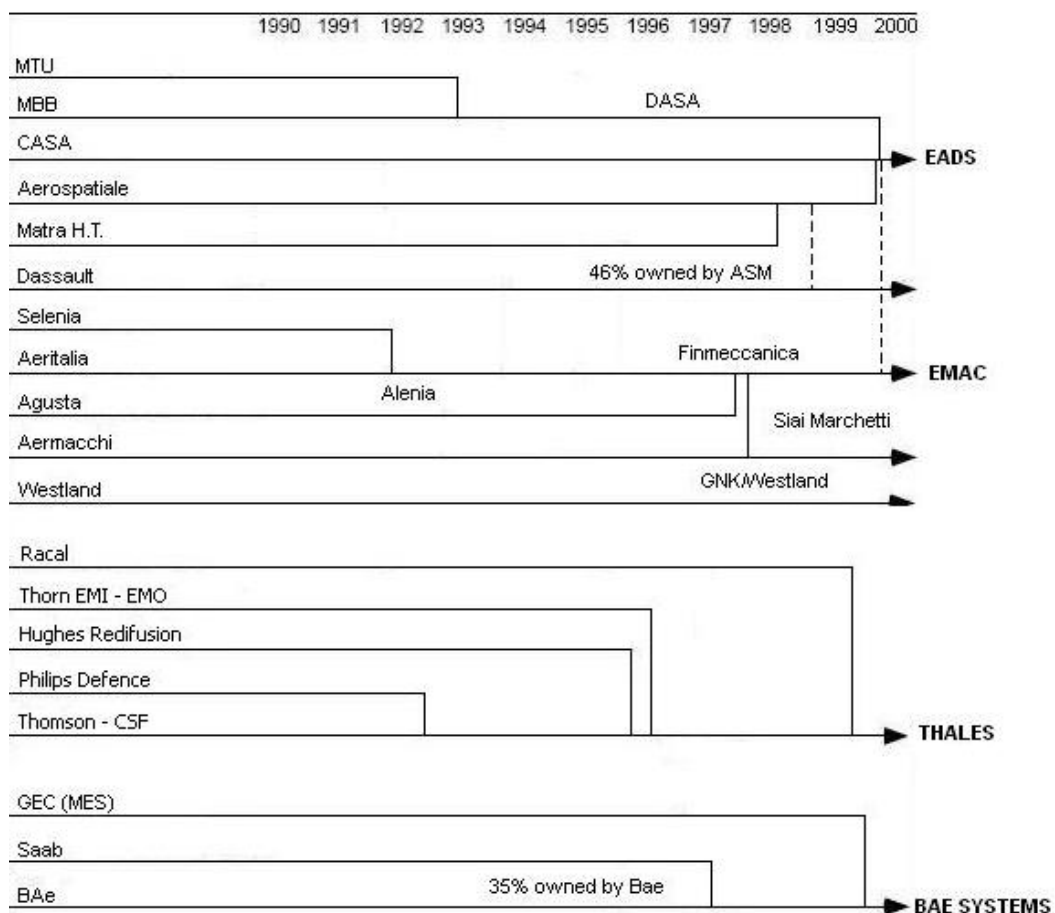 1990 1991 1992 1993 1994 1995 1996 1997 1998 1999 2000
MTU
MBB
DASA
CASA
EADS
Aerospatiale
Matra H.T.
Dassault
46% owned by ASM
Selenia
Aeritalia
Finmeccanica
EMAC
Alenia
Agusta
Siai Marchetti
Aermacchi
GNK/Westland
Westland
Racal
Thorn EMI - EMO
Hughes Redifusion
Philips Defence
Thomson - CSF
THALES
GEC (MES)
Saab
35% owned by Bae
BAe
BAE SYSTEMS